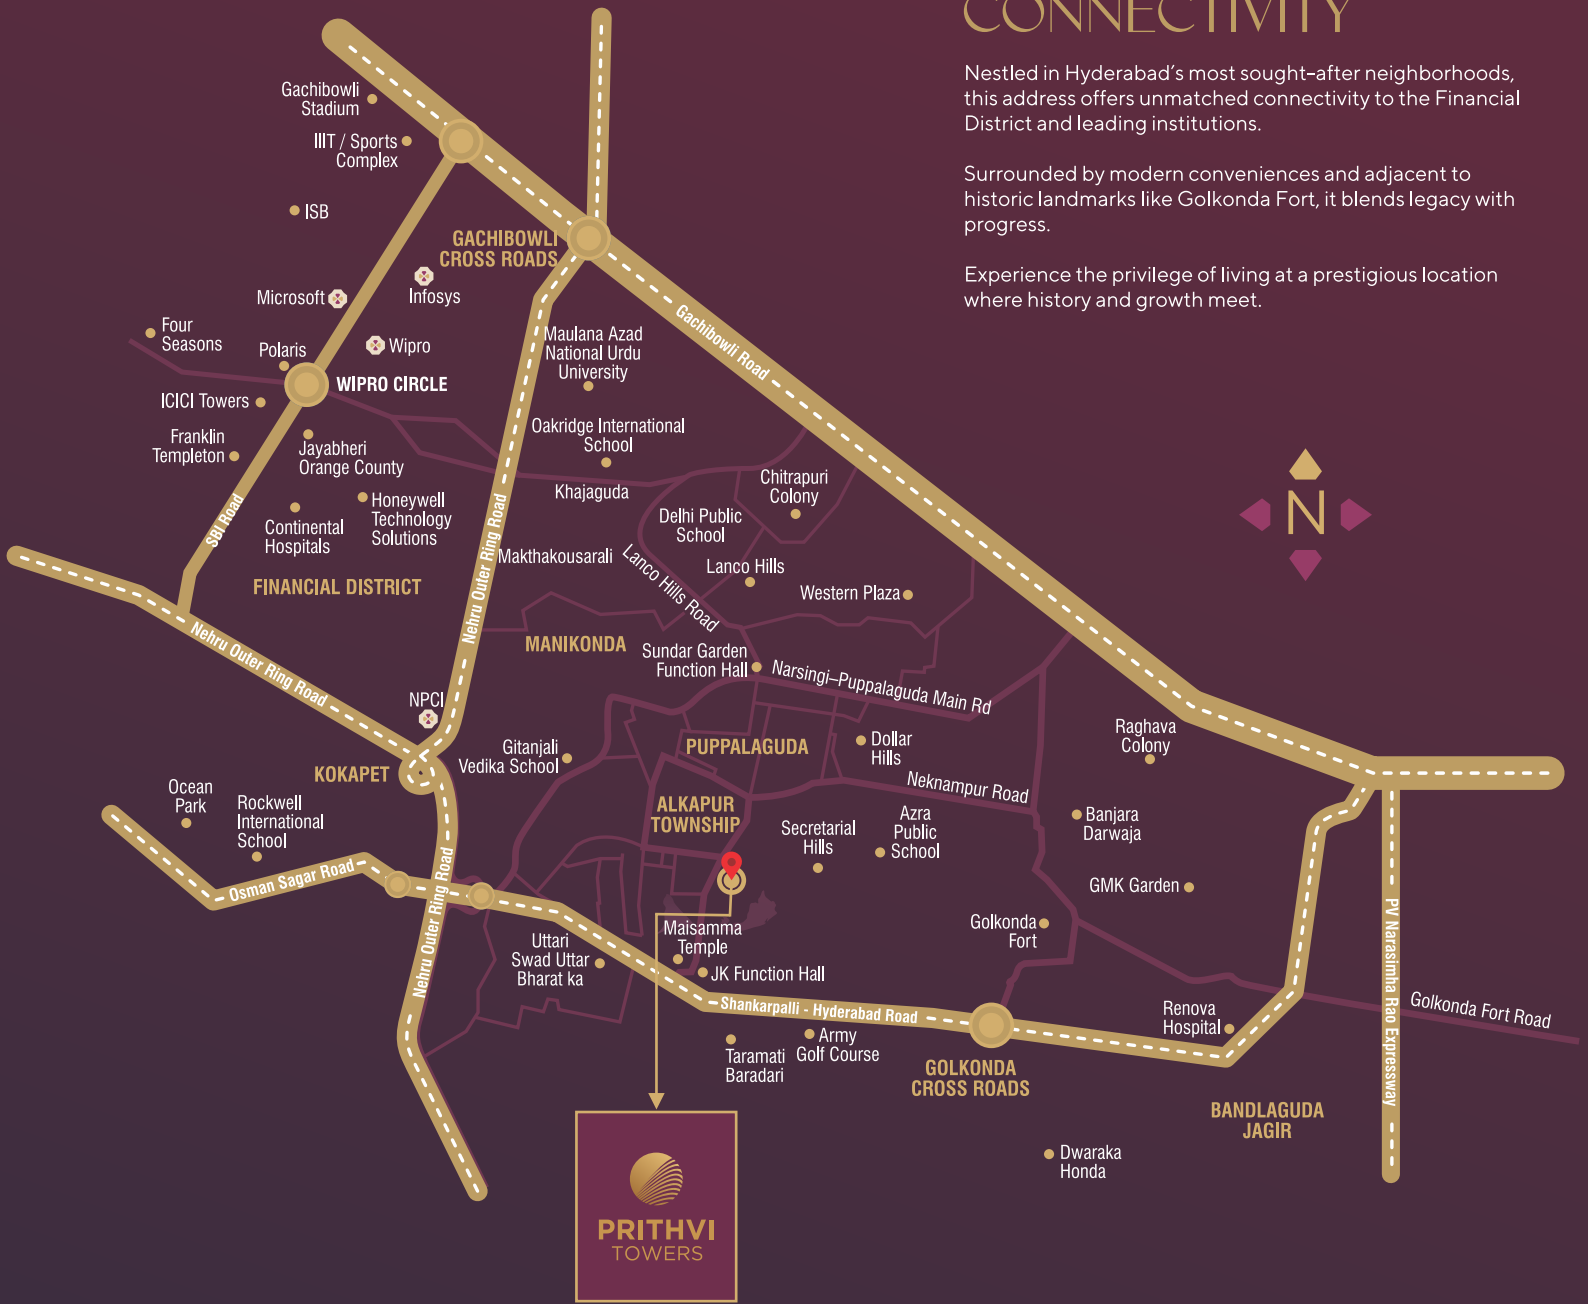 CONNECTIVITY
Nestled in Hyderabad's most sought-after neighborhoods,
this address offers unmatched connectivity to the Financial
District and leading institutions.
Surrounded by modern conveniences and adjacent to
historic landmarks like Golkonda Fort, it blends legacy with
progress.
Experience the privilege of living at a prestigious location
where history and growth meet.
Gachibowli
Stadium
IIIT / Sports
Complex
ISB
GACHIBOWLI
CROSS ROADS
Infosys
Microsoft
Four
Seasons
Polaris
Wipro
WIPRO CIRCLE
ICICI Towers
Franklin
Templeton
Jayabheri
Orange County
Honeywell
Technology
Solutions
Continental
Hospitals
SBI Road
FINANCIAL DISTRICT
Maulana Azad
National Urdu
University
Gachibowli Road
Oakridge International
School
Khajaguda
Chitrapuri
Colony
Delhi Public
School
Makthakousarali
Lanco Hills Road
Lanco Hills
Western Plaza
N
Nehru Outer Ring Road
Nehru Outer Ring Road
MANIKONDA
Sundar Garden
Function Hall
Narsingi–Puppalaguda Main Rd
NPCI
Gitanjali
Vedika School
PUPPALAGUDA
Dollar
Hills
Raghava
Colony
KOKAPET
Neknampur Road
Ocean
Park
Rockwell
International
School
ALKAPUR
TOWNSHIP
Secretarial
Hills
Azra
Public
School
Banjara
Darwaja
GMK Garden
Osman Sagar Road
Nehru Outer Ring Road
Uttari
Swad Uttar
Bharat ka
Maisamma
Temple
JK Function Hall
Golkonda
Fort
PV Narasimha Rao Expressway
Golkonda Fort Road
Shankarpalli - Hyderabad Road
Renova
Hospital
Taramati
Baradari
Army
Golf Course
GOLKONDA
CROSS ROADS
BANDLAGUDA
JAGIR
Dwaraka
Honda
PRITHVI
TOWERS